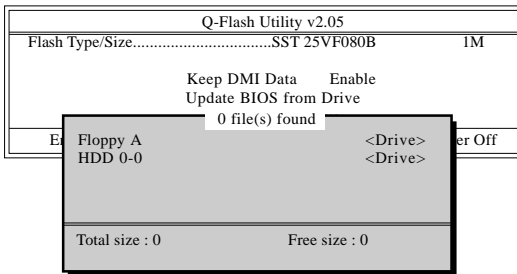 Q-Flash Utility v2.05
Flash Type/Size.................................SST 25VF080B 1M
Keep DMI Data Enable
Update BIOS from Drive
0 file(s) found
Floppy A <Drive>
HDD 0-0 <Drive>
Off
Total size : 0 Free size : 0